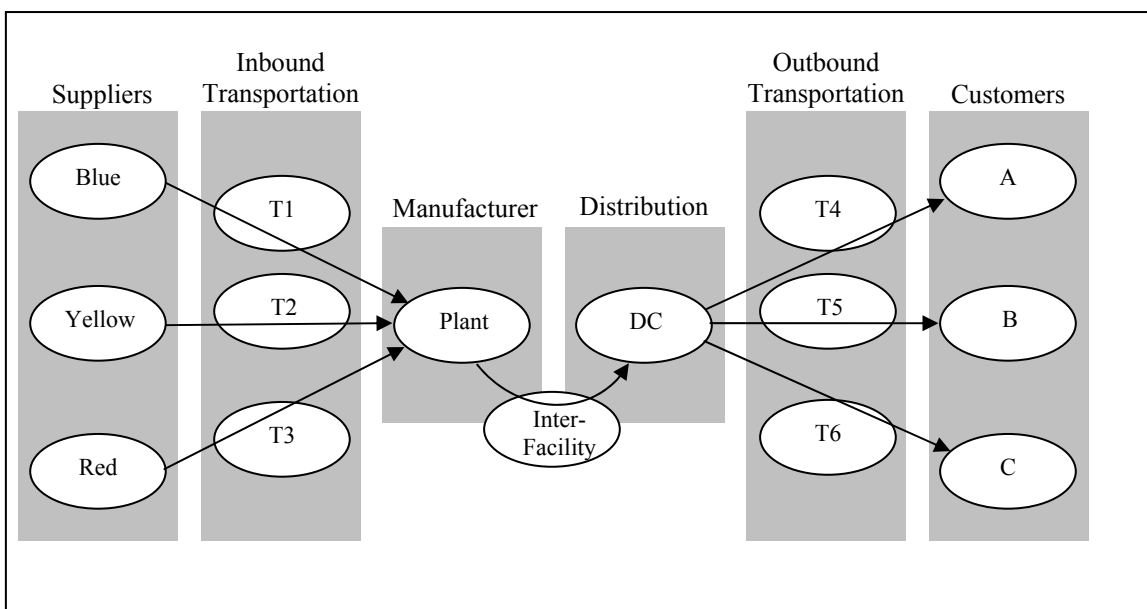 Suppliers
Inbound
Transportation
Manufacturer
Distribution
Outbound
Transportation
Customers
Blue
Yellow
Red
T1
T2
T3
Plant
Inter-
Facility
DC
T4
T5
T6
A
B
C